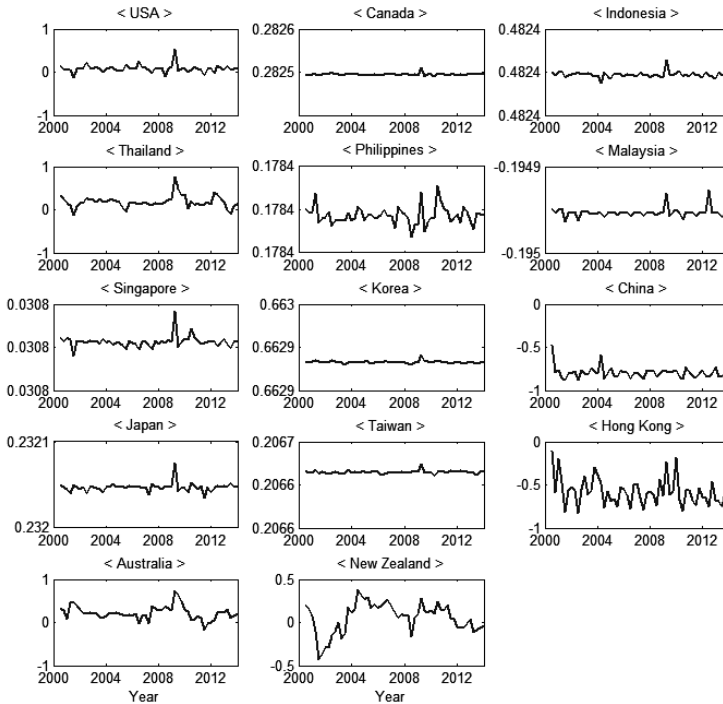 < USA >
1
0
-1
2000 2004 2008 2012
< Canada >
0.2826
0.2825
2000 2004 2008 2012
< Indonesia >
0.4824
0.4824
0.4824
2000 2004 2008 2012
< Thailand >
1
0
-1
2000 2004 2008 2012
< Philippines >
0.1784
0.1784
0.1784
2000 2004 2008 2012
< Malaysia >
-0.1949
-0.195
2000 2004 2008 2012
< Singapore >
0.0308
0.0308
0.0308
2000 2004 2008 2012
< Korea >
0.663
0.6629
0.6629
2000 2004 2008 2012
< China >
0
-0.5
-1
2000 2004 2008 2012
< Japan >
0.2321
0.232
2000 2004 2008 2012
< Taiwan >
0.2067
0.2066
0.2066
2000 2004 2008 2012
< Hong Kong >
0
-0.5
-1
2000 2004 2008 2012
< Australia >
1
0
-1
2000 2004 2008 2012
Year
< New Zealand >
0.5
0
-0.5
2000 2004 2008 2012
Year